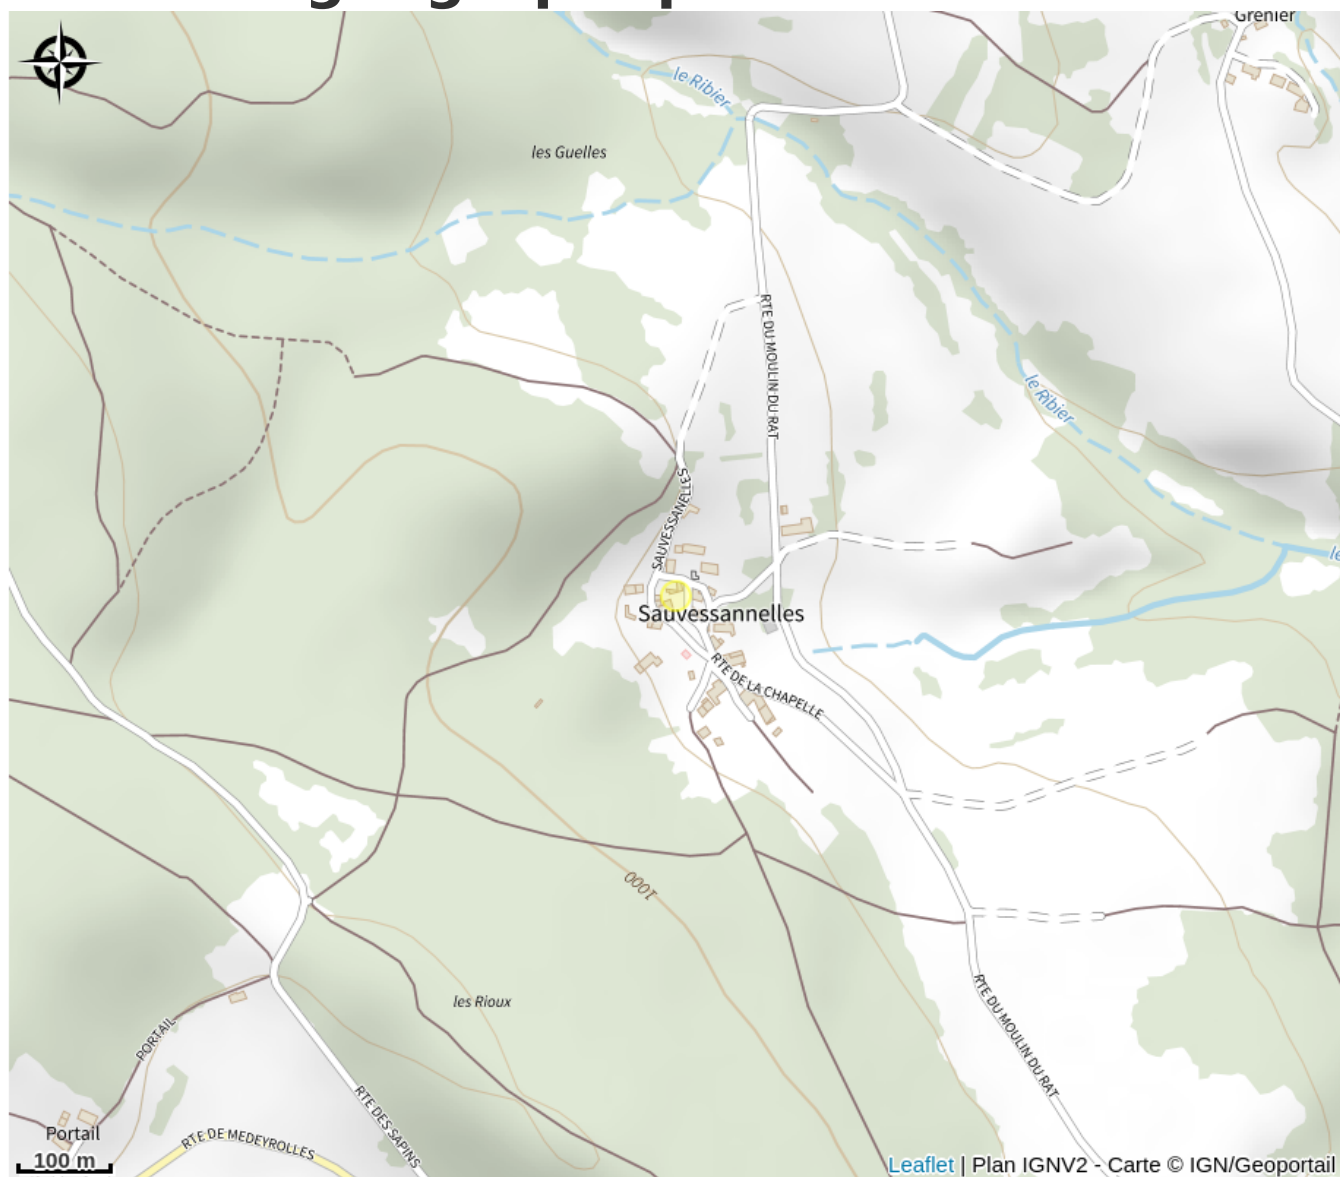 Grenier
le Ribier
les Guelles
RTE DU MOULIN DU RAT
le Ribier
SAUVESSANELLES
le
Sauvessannelles
RTE DE LA CHAPELLE
1000
les Rioux
RTE DU MOULIN DU RAT
PORTAIL
RTE DES SAPINS
Portail
RTE DE MEDEYROLLES
100 m
Leaflet | Plan IGNV2 - Carte © IGN/Geoportail